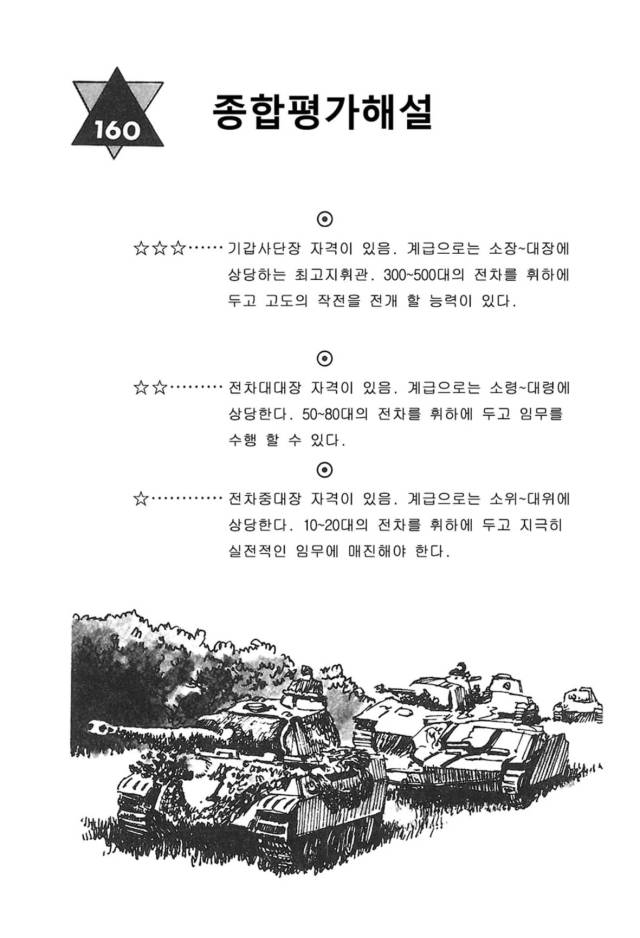 160
종합평가해설
⊙
☆☆☆······ 기갑사단장 자격이 있음. 계급으로는 소장~대장에
상당하는 최고지휘관. 300~500대의 전차를 휘하에
두고 고도의 작전을 전개 할 능력이 있다.
⊙
☆☆········· 전차대대장 자격이 있음. 계급으로는 소령~대령에
상당한다. 50~80대의 전차를 휘하에 두고 임무를
수행 할 수 있다.
⊙
☆············ 전차중대장 자격이 있음. 계급으로는 소위~대위에
상당한다. 10~20대의 전차를 휘하에 두고 지극히
실전적인 임무에 매진해야 한다.